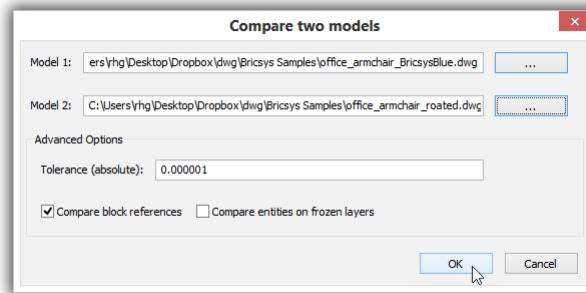 Compare two models
Model 1: ers\rhg\Desktop\Dropbox\dwg\Bricsys Samples\office_armchair_BricsysBlue.dwg ...
Model 2: C:\Users\rhg\Desktop\Dropbox\dwg\Bricsys Samples\office_armchair_roated.dwg ...
Advanced Options
Tolerance (absolute): 0.000001
Compare block references Compare entities on frozen layers
OK Cancel